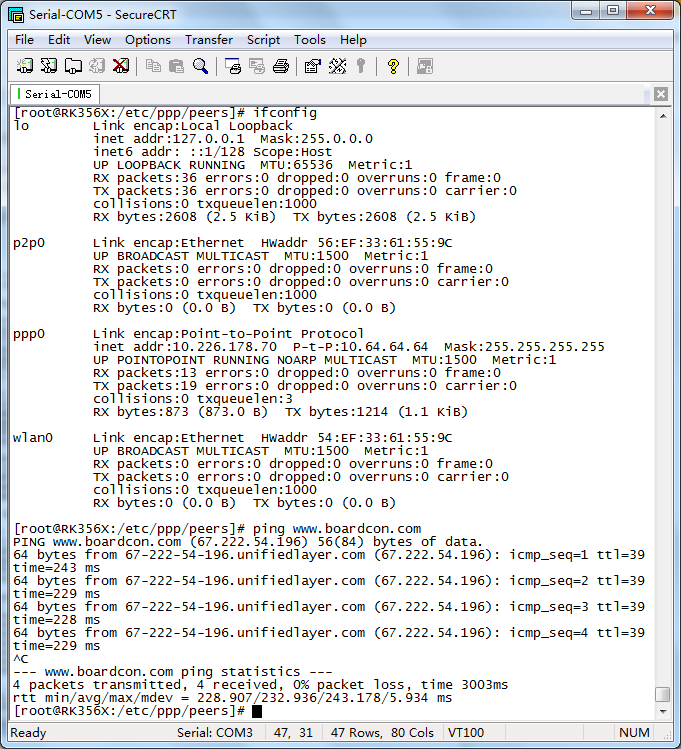 Serial-COM5 - SecureCRT
File Edit View Options Transfer Script Tools Help
Serial-COM5
[root@RK356X:/etc/ppp/peers]# ifconfig
lo Link encap:Local Loopback
inet addr:127.0.0.1 Mask:255.0.0.0
inet6 addr: ::1/128 Scope:Host
UP LOOPBACK RUNNING MTU:65536 Metric:1
RX packets:36 errors:0 dropped:0 overruns:0 frame:0
TX packets:36 errors:0 dropped:0 overruns:0 carrier:0
collisions:0 txqueuelen:1000
RX bytes:2608 (2.5 KiB) TX bytes:2608 (2.5 KiB)
p2p0 Link encap:Ethernet HWaddr 56:EF:33:61:55:9C
UP BROADCAST MULTICAST MTU:1500 Metric:1
RX packets:0 errors:0 dropped:0 overruns:0 frame:0
TX packets:0 errors:0 dropped:0 overruns:0 carrier:0
collisions:0 txqueuelen:1000
RX bytes:0 (0.0 B) TX bytes:0 (0.0 B)
ppp0 Link encap:Point-to-Point Protocol
inet addr:10.226.178.70 P-t-P:10.64.64.64 Mask:255.255.255.255
UP POINTOPOINT RUNNING NOARP MULTICAST MTU:1500 Metric:1
RX packets:13 errors:0 dropped:0 overruns:0 frame:0
TX packets:19 errors:0 dropped:0 overruns:0 carrier:0
collisions:0 txqueuelen:3
RX bytes:873 (873.0 B) TX bytes:1214 (1.1 KiB)
wlan0 Link encap:Ethernet HWaddr 54:EF:33:61:55:9C
UP BROADCAST MULTICAST MTU:1500 Metric:1
RX packets:0 errors:0 dropped:0 overruns:0 frame:0
TX packets:0 errors:0 dropped:0 overruns:0 carrier:0
collisions:0 txqueuelen:1000
RX bytes:0 (0.0 B) TX bytes:0 (0.0 B)
[root@RK356X:/etc/ppp/peers]# ping www.boardcon.com
PING www.boardcon.com (67.222.54.196) 56(84) bytes of data.
64 bytes from 67-222-54-196.unifiedlayer.com (67.222.54.196): icmp_seq=1 ttl=39
time=243 ms
64 bytes from 67-222-54-196.unifiedlayer.com (67.222.54.196): icmp_seq=2 ttl=39
time=229 ms
64 bytes from 67-222-54-196.unifiedlayer.com (67.222.54.196): icmp_seq=3 ttl=39
time=228 ms
64 bytes from 67-222-54-196.unifiedlayer.com (67.222.54.196): icmp_seq=4 ttl=39
time=229 ms
^C
--- www.boardcon.com ping statistics ---
4 packets transmitted, 4 received, 0% packet loss, time 3003ms
rtt min/avg/max/mdev = 228.907/232.936/243.178/5.934 ms
[root@RK356X:/etc/ppp/peers]#
Ready Serial: COM3 47, 31 47 Rows, 80 Cols VT100 NUM